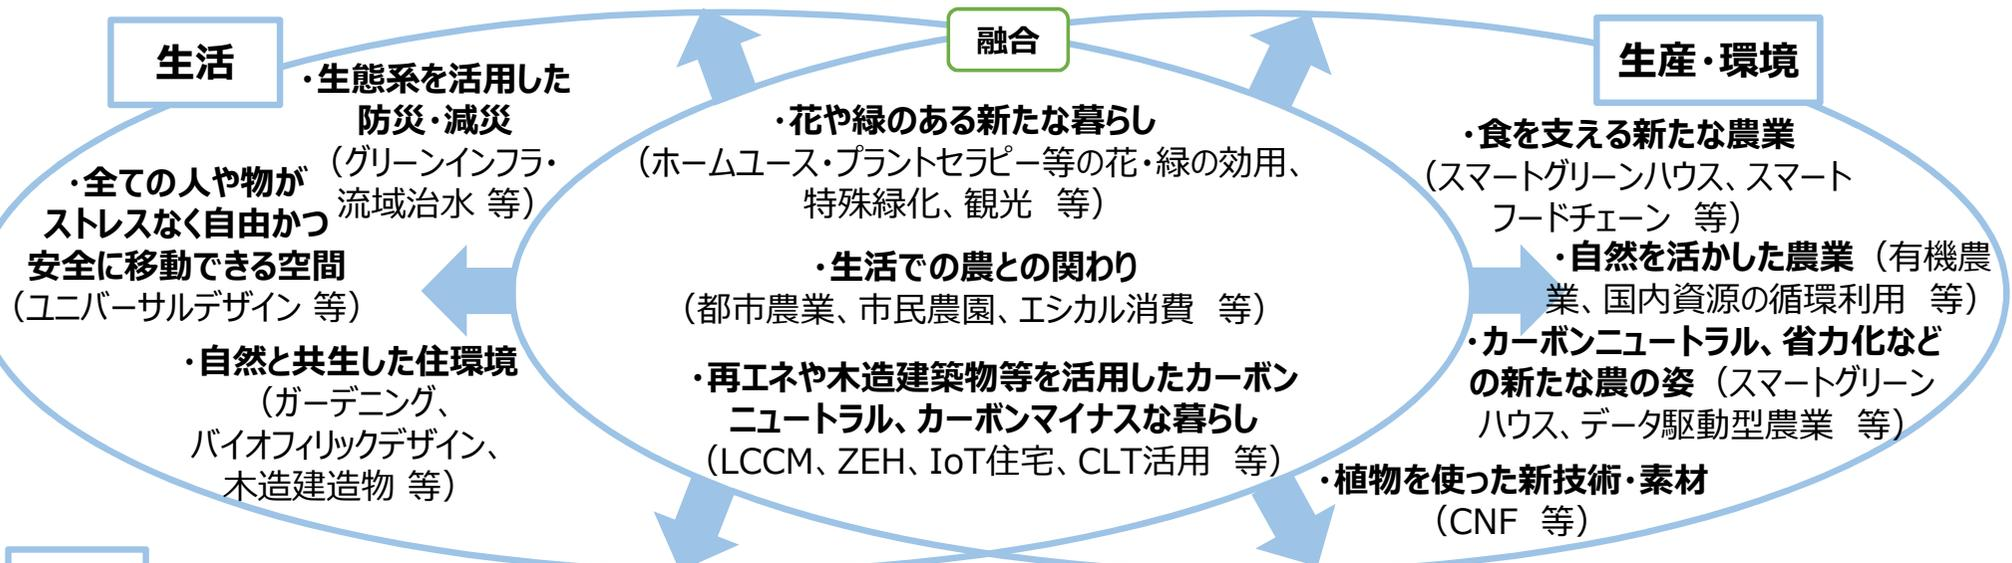 生活
・生態系を活用した
防災・減災
（グリーンインフラ・
流域治水 等）
・全ての人や物が
ストレスなく自由かつ
安全に移動できる空間
（ユニバーサルデザイン 等）
・自然と共生した住環境
（ガーデニング、
バイオフィリックデザイン、
木造建造物 等）
融合
・花や緑のある新たな暮らし
（ホームユース・プラントセラピー等の花・緑の効用、
特殊緑化、観光 等）
・生活での農との関わり
（都市農業、市民農園、エシカル消費 等）
・再エネや木造建築物等を活用したカーボン
ニュートラル、カーボンマイナスな暮らし
（LCCM、ZEH、IoT住宅、CLT活用 等）
生産・環境
・食を支える新たな農業
（スマートグリーンハウス、スマート
フードチェーン 等）
・自然を活かした農業（有機農
業、国内資源の循環利用 等）
・カーボンニュートラル、省力化など
の新たな農の姿（スマートグリーン
ハウス、データ駆動型農業 等）
・植物を使った新技術・素材
（CNF 等）